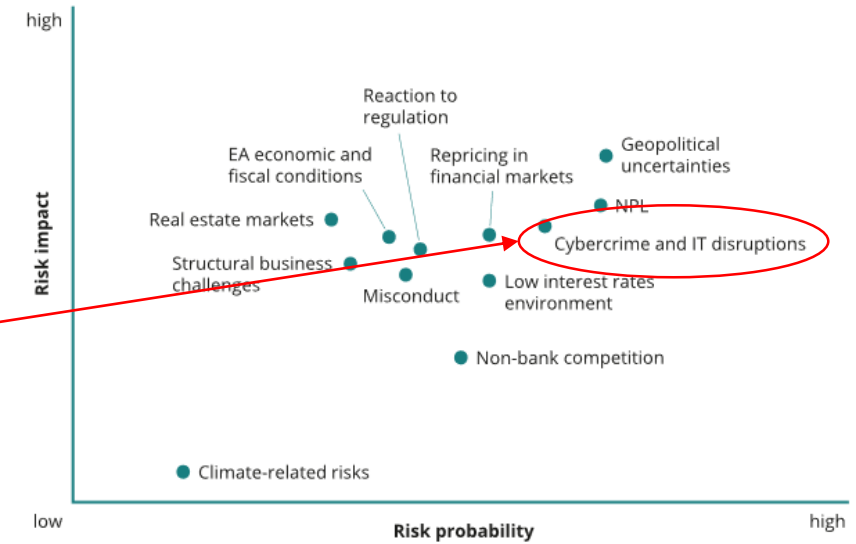 high
Reaction to
regulation
EA economic and
fiscal conditions
Repricing in
financial markets
Geopolitical
uncertainties
Real estate markets
NPL
Cybercrime and IT disruptions
Structural business
challenges
Misconduct
Low interest rates
environment
Non-bank competition
Climate-related risks
Risk impact
low
Risk probability
high